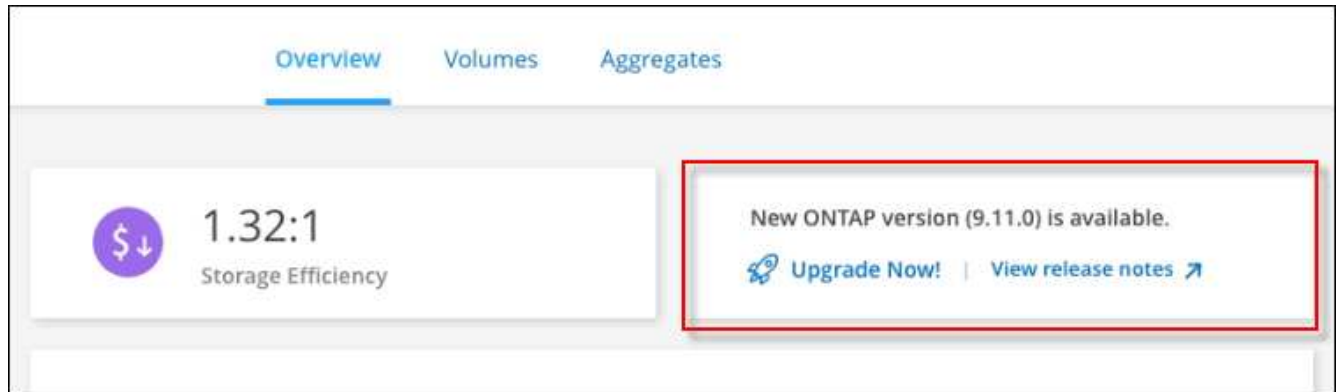 Overview Volumes Aggregates
1.32:1
Storage Efficiency
New ONTAP version (9.11.0) is available.
Upgrade Now! | View release notes